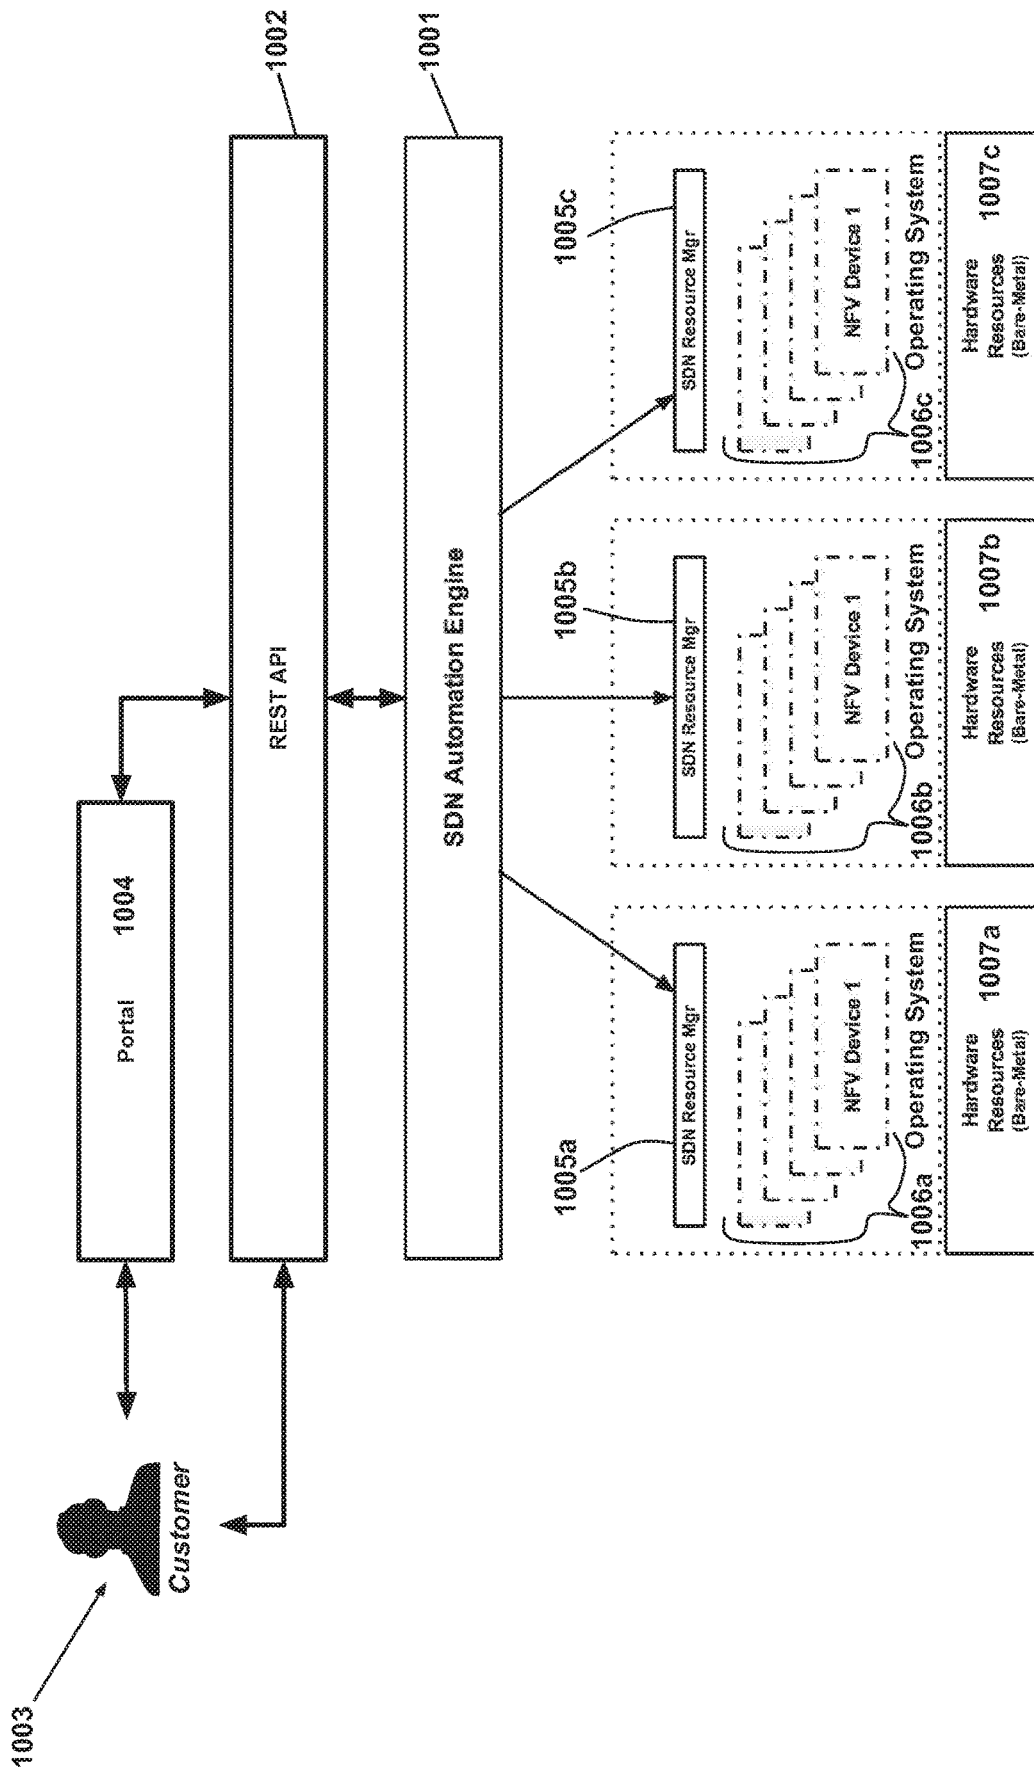 1003
Customer
Portal 1004
REST API
1002
SDN Automation Engine
1001
1005a
SDN Resource Mgr
NFV Device 1
1006a
Operating System
Hardware
Resources
(Bare-Metal)
1007a
1005b
SDN Resource Mgr
NFV Device 1
1006b
Operating System
Hardware
Resources
(Bare-Metal)
1007b
1005c
SDN Resource Mgr
NFV Device 1
1006c
Operating System
Hardware
Resources
(Bare-Metal)
1007c